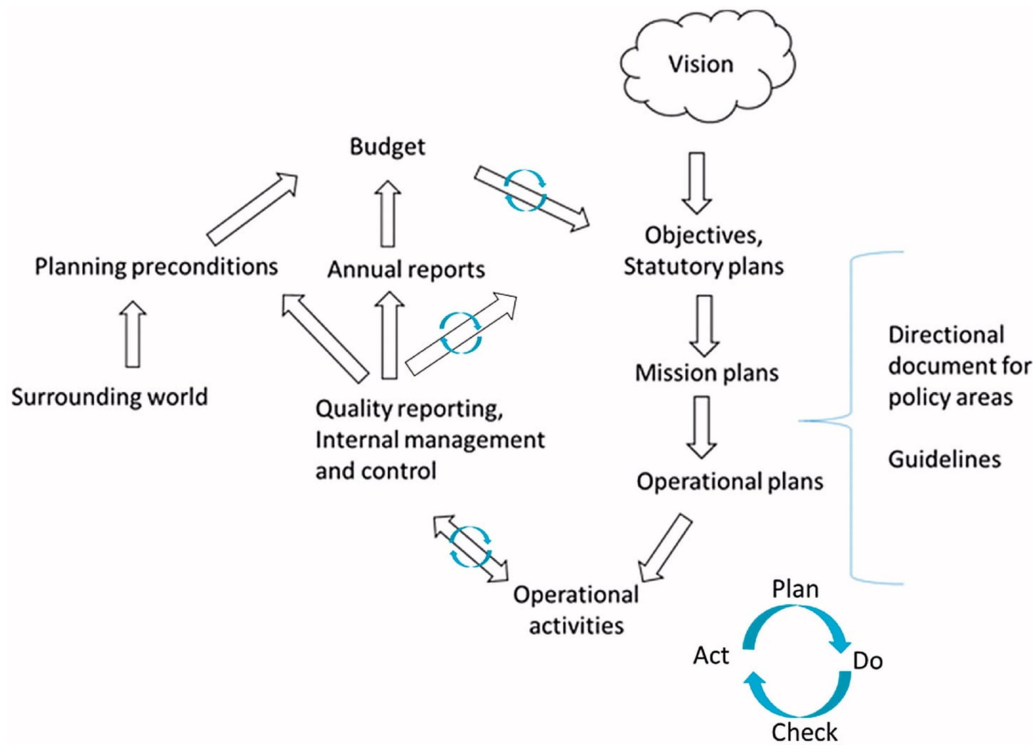 Vision
Budget
Objectives,
Statutory plans
Planning preconditions
Annual reports
Directional
document for
policy areas
Guidelines
Mission plans
Surrounding world
Quality reporting,
Internal management
and control
Operational plans
Operational
activities
Plan
Act
Do
Check